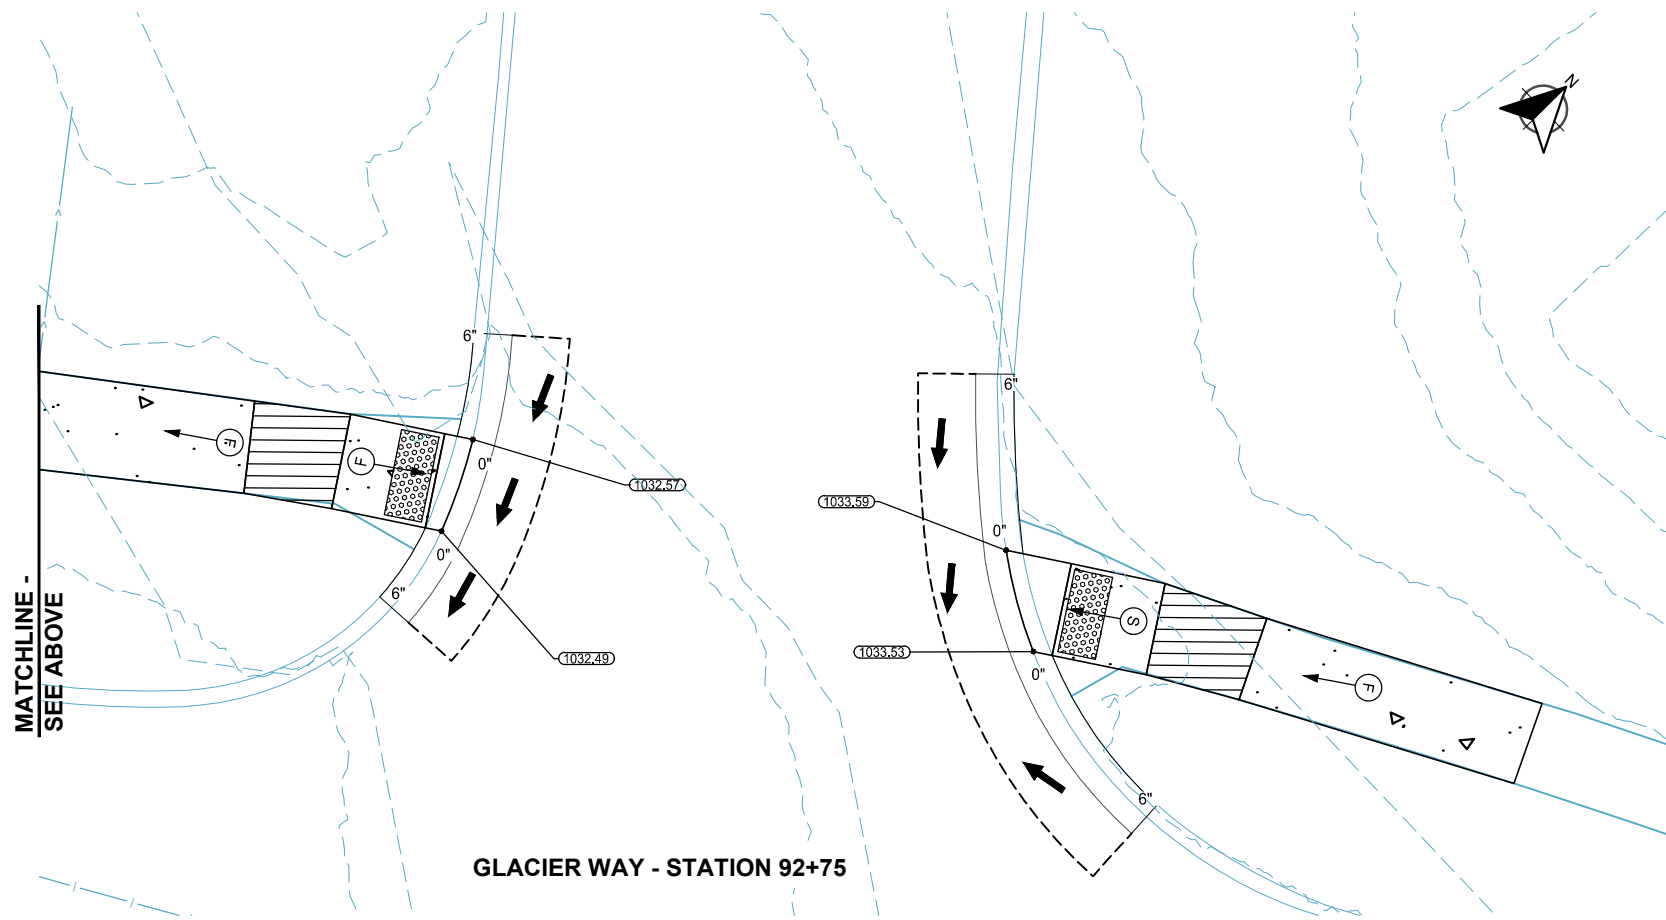 N
6"
6"
F
F
0"
1032.57
1033.59
0"
0"
6"
S
1032.49
1033.53
0"
F
6"
MATCHLINE -
SEE ABOVE
GLACIER WAY - STATION 92+75